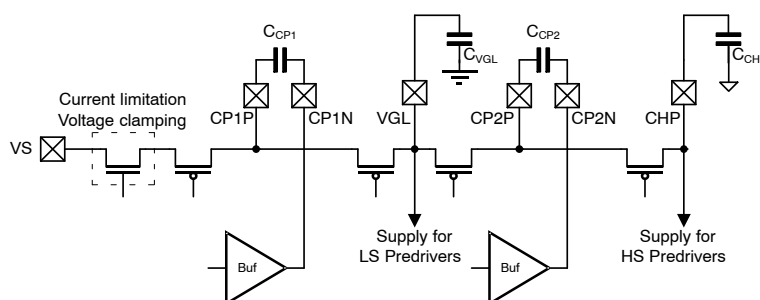 CCP1
CVGL
CCP2
CCH
Current limitation
Voltage clamping
CP1P
CP1N
VGL
CP2P
CP2N
CHP
VS
Supply for
LS Predrivers
Supply for
HS Predrivers
Buf
Buf